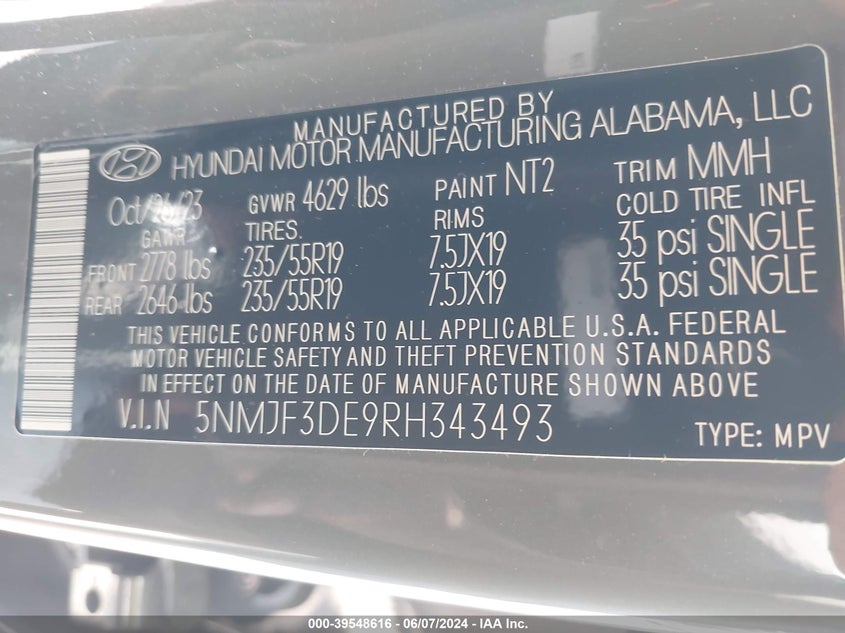 MANUFACTURED BY
HYUNDAI MOTOR MANUFACTURING ALABAMA, LLC
Oct/26/23 GVWR 4629 lbs PAINT NT2 TRIM MMH
GAWR TIRES. RIMS COLD TIRE INFL
FRONT 2778 lbs 235/55R19 7.5JX19 35 psi SINGLE
REAR 2646 lbs 235/55R19 7.5JX19 35 psi SINGLE
THIS VEHICLE CONFORMS TO ALL APPLICABLE U.S.A. FEDERAL
MOTOR VEHICLE SAFETY AND THEFT PREVENTION STANDARDS
IN EFFECT ON THE DATE OF MANUFACTURE SHOWN ABOVE
V.I.N 5NMJF3DE9RH343493 TYPE: MPV
000-39548616 - 06/07/2024 - IAA Inc.